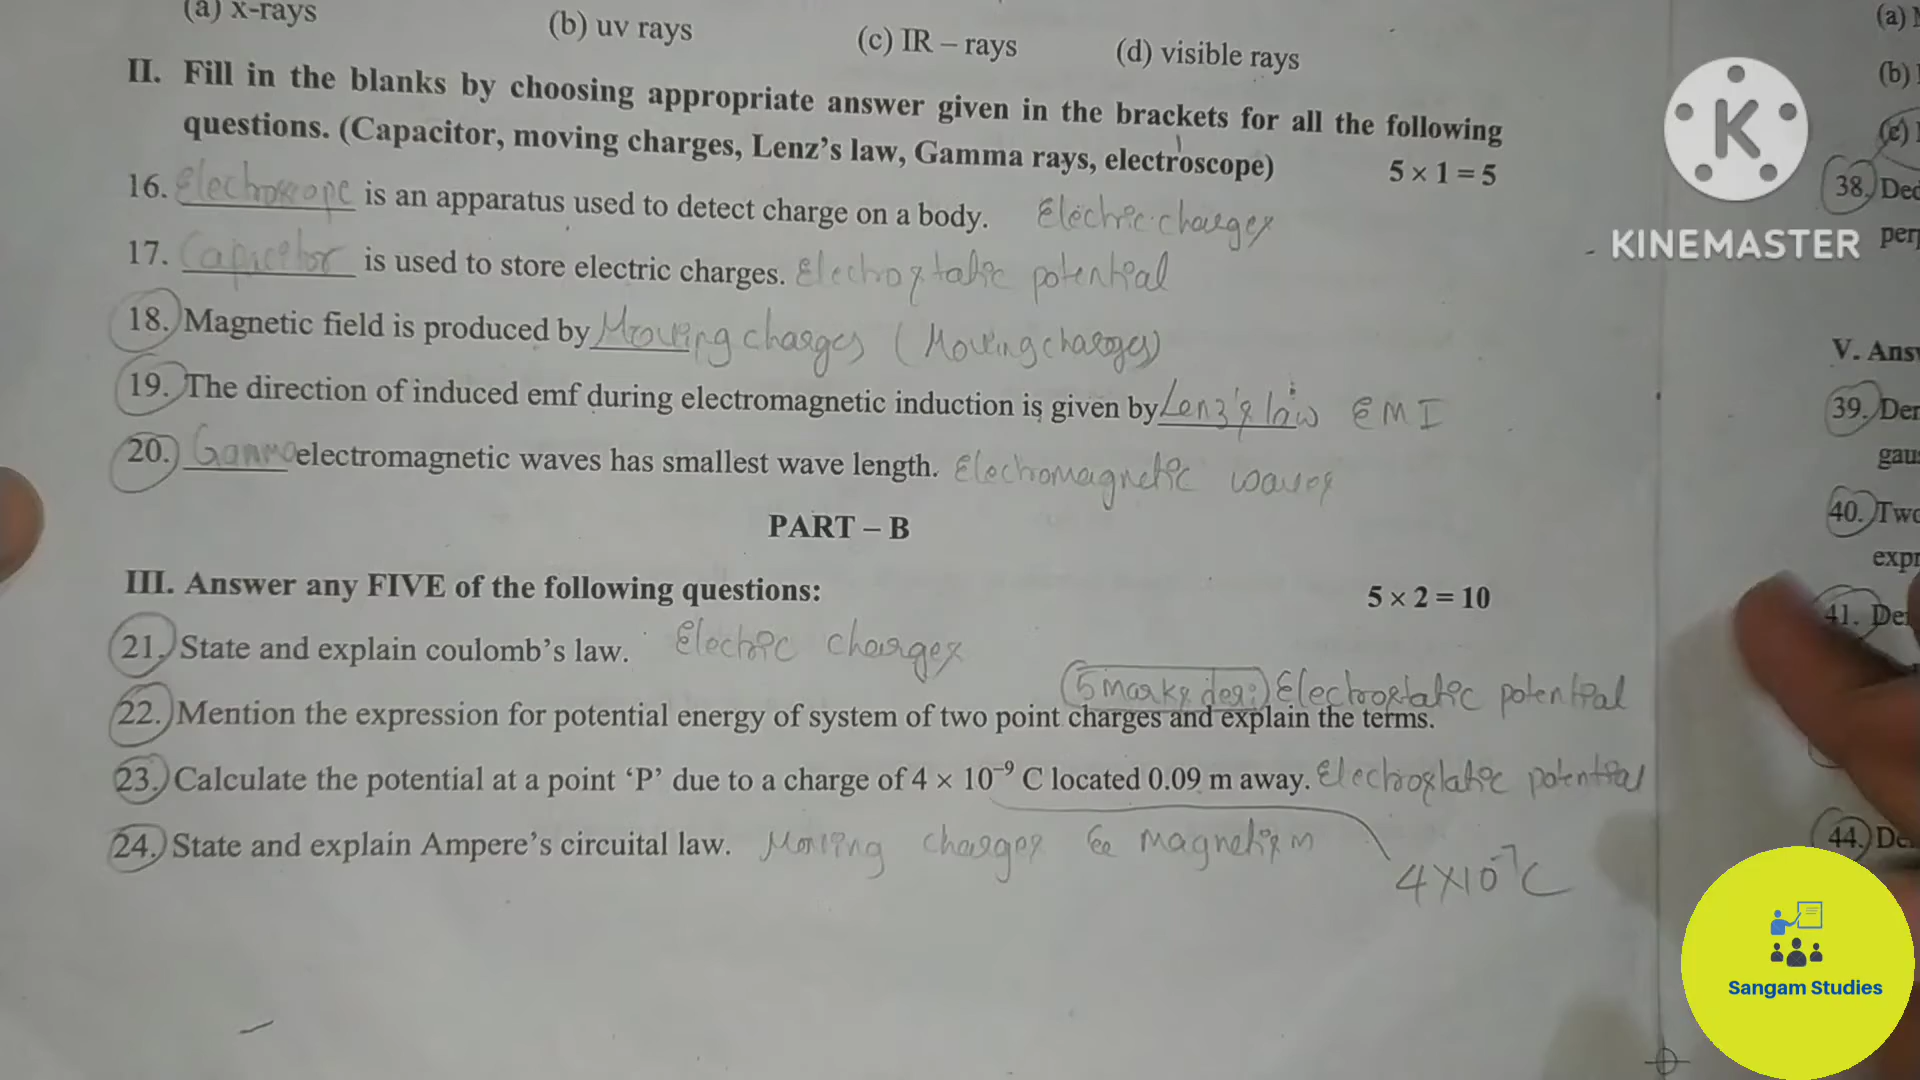 (a) x-rays (b) uv rays (c) IR – rays (d) visible rays
II. Fill in the blanks by choosing appropriate answer given in the brackets for all the following
questions. (Capacitor, moving charges, Lenz's law, Gamma rays, electroscope) 5 × 1 = 5
16. Electroscope is an apparatus used to detect charge on a body. Electric charges
17. Capacitor is used to store electric charges. Electrostatic potential
18. Magnetic field is produced by Moving charges (Moving charges)
19. The direction of induced emf during electromagnetic induction is given by Lenz's law EMI
20. Gamma electromagnetic waves has smallest wave length. Electromagnetic waves
PART – B
III. Answer any FIVE of the following questions: 5 × 2 = 10
21. State and explain coulomb's law. Electric charges
(5 marks der:) Electrostatic potential
22. Mention the expression for potential energy of system of two point charges and explain the terms.
23. Calculate the potential at a point 'P' due to a charge of 4 × 10⁻⁹ C located 0.09 m away. Electrostatic potential
24. State and explain Ampere's circuital law. Moving charges & magnetism
4×10⁻⁷C
(a)
(b)
(c)
38. Ded
per
V. Ans
39. Der
gau
40. Two
expr
41. Der
44. De
KINEMASTER
Sangam Studies